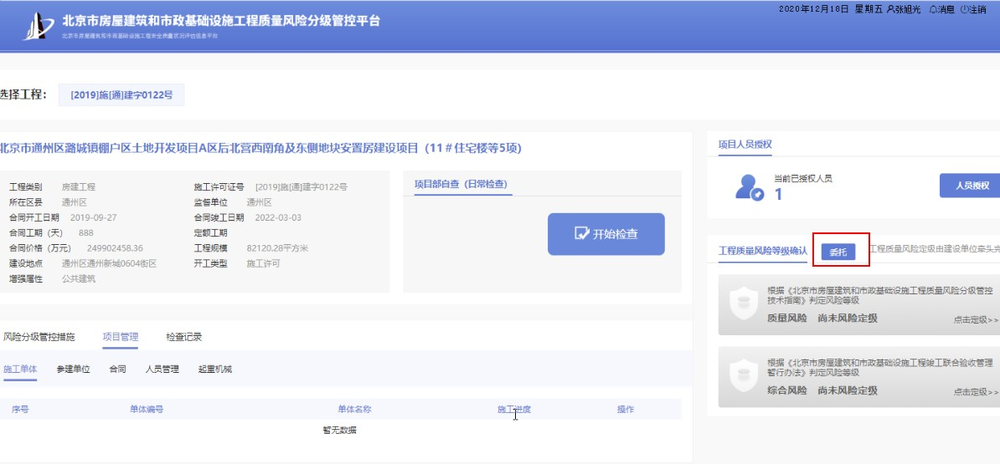 北京市房屋建筑和市政基础设施工程质量风险分级管控平台
北京市房屋建筑和市政基础设施工程安全质量状况评估信息平台
2020年12月18日 星期五 张旭光 消息 注销
选择工程： [2019]施[通]建字0122号
北京市通州区潞城镇棚户区土地开发项目A区后北营西南角及东侧地块安置房建设项目（11＃住宅楼等5项）
工程类别 房建工程 施工许可证号 [2019]施[通]建字0122号
所在区县 通州区 监督单位 通州区
合同开工日期 2019-09-27 合同竣工日期 2022-03-03
合同工期（天） 888 定额工期
合同价格（万元） 249902458.36 工程规模 82120.28平方米
建设地点 通州区通州新城0604街区 开工类型 施工许可
增强属性 公共建筑
项目部自查（日常检查）
开始检查
项目人员授权
当前已授权人员
1
人员授权
工程质量风险等级确认 委托 工程质量风险定级由建设单位牵头完
根据《北京市房屋建筑和市政基础设施工程质量风险分级管控
技术指南》判定风险等级
质量风险 尚未风险定级 点击定级>>
根据《北京市房屋建筑和市政基础设施工程竣工联合验收管理
暂行办法》判定风险等级
综合风险 尚未风险定级 点击定级>>
风险分级管控措施 项目管理 检查记录
施工单体 参建单位 合同 人员管理 起重机械
序号 单体编号 单体名称 施工进度 操作
暂无数据